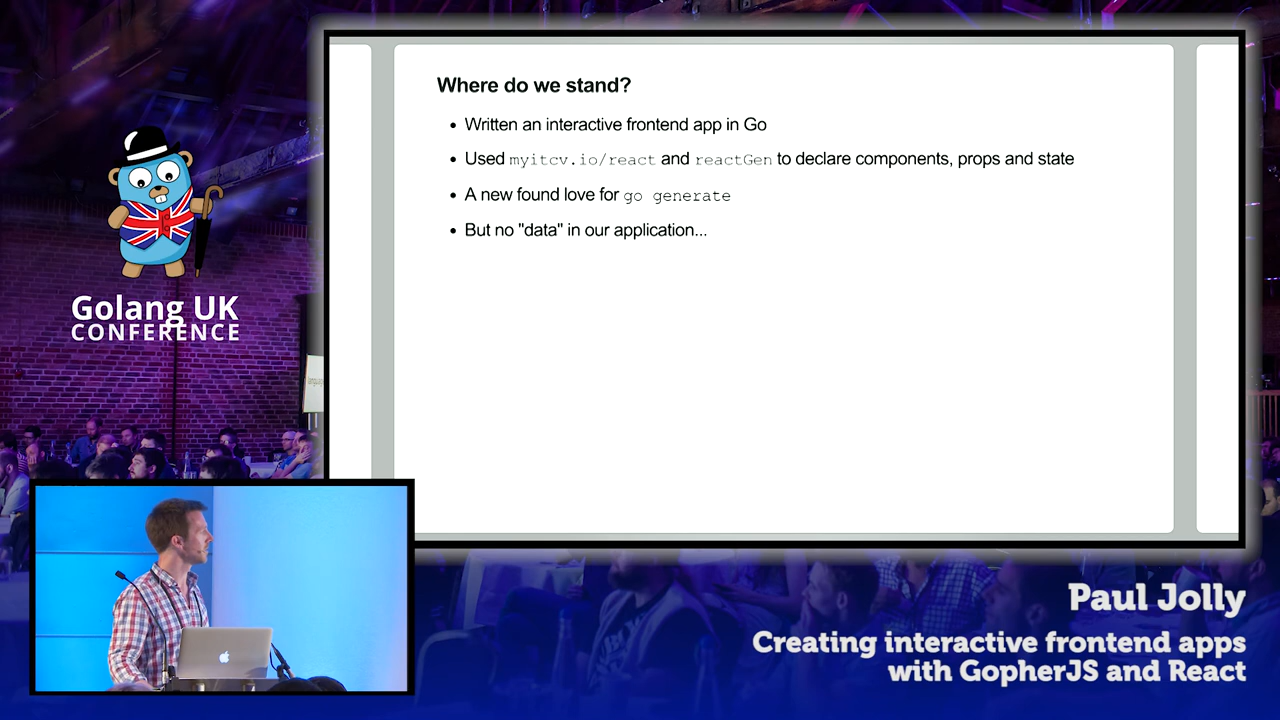 Where do we stand?
• Written an interactive frontend app in Go
• Used myitcv.io/react and reactGen to declare components, props and state
• A new found love for go generate
• But no "data" in our application...
Golang UK
CONFERENCE
Paul Jolly
Creating interactive frontend apps
with GopherJS and React